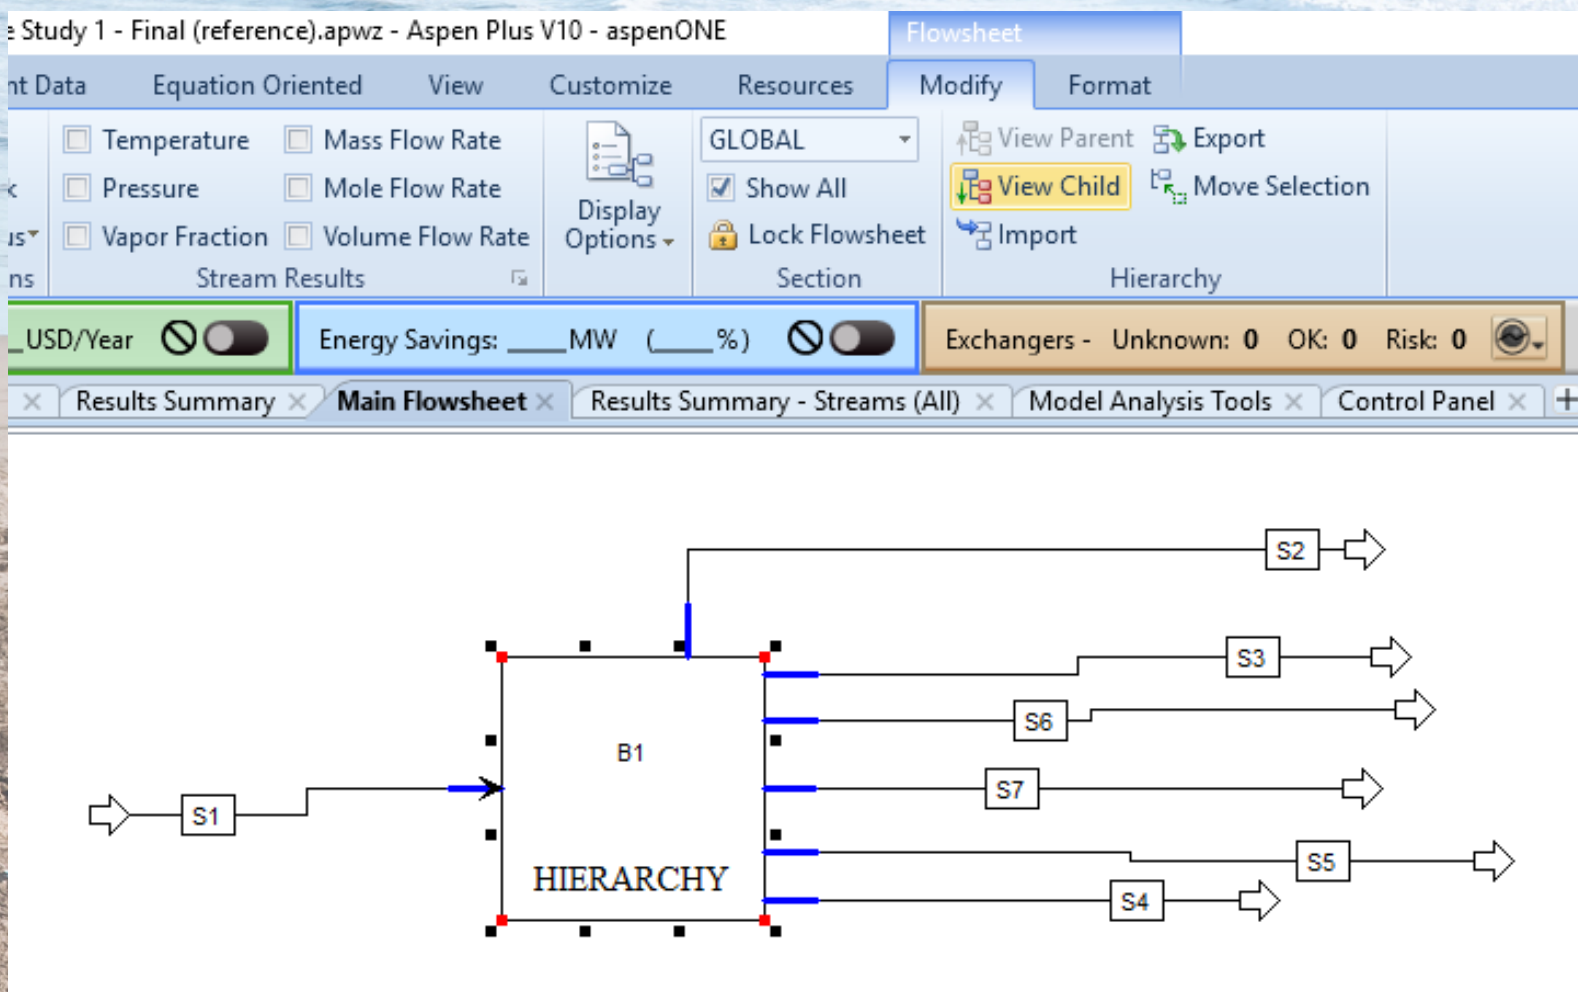 e Study 1 - Final (reference).apwz - Aspen Plus V10 - aspenONE
Flowsheet
nt Data Equation Oriented View Customize Resources Modify Format
Temperature Mass Flow Rate GLOBAL View Parent Export
Pressure Mole Flow Rate Display Show All View Child Move Selection
us Vapor Fraction Volume Flow Rate Options Lock Flowsheet Import
ns Stream Results Section Hierarchy
_USD/Year Energy Savings: ____MW (____%) Exchangers - Unknown: 0 OK: 0 Risk: 0
Results Summary Main Flowsheet Results Summary - Streams (All) Model Analysis Tools Control Panel
S2
S3
S6
B1
S7
S1
S5
HIERARCHY
S4